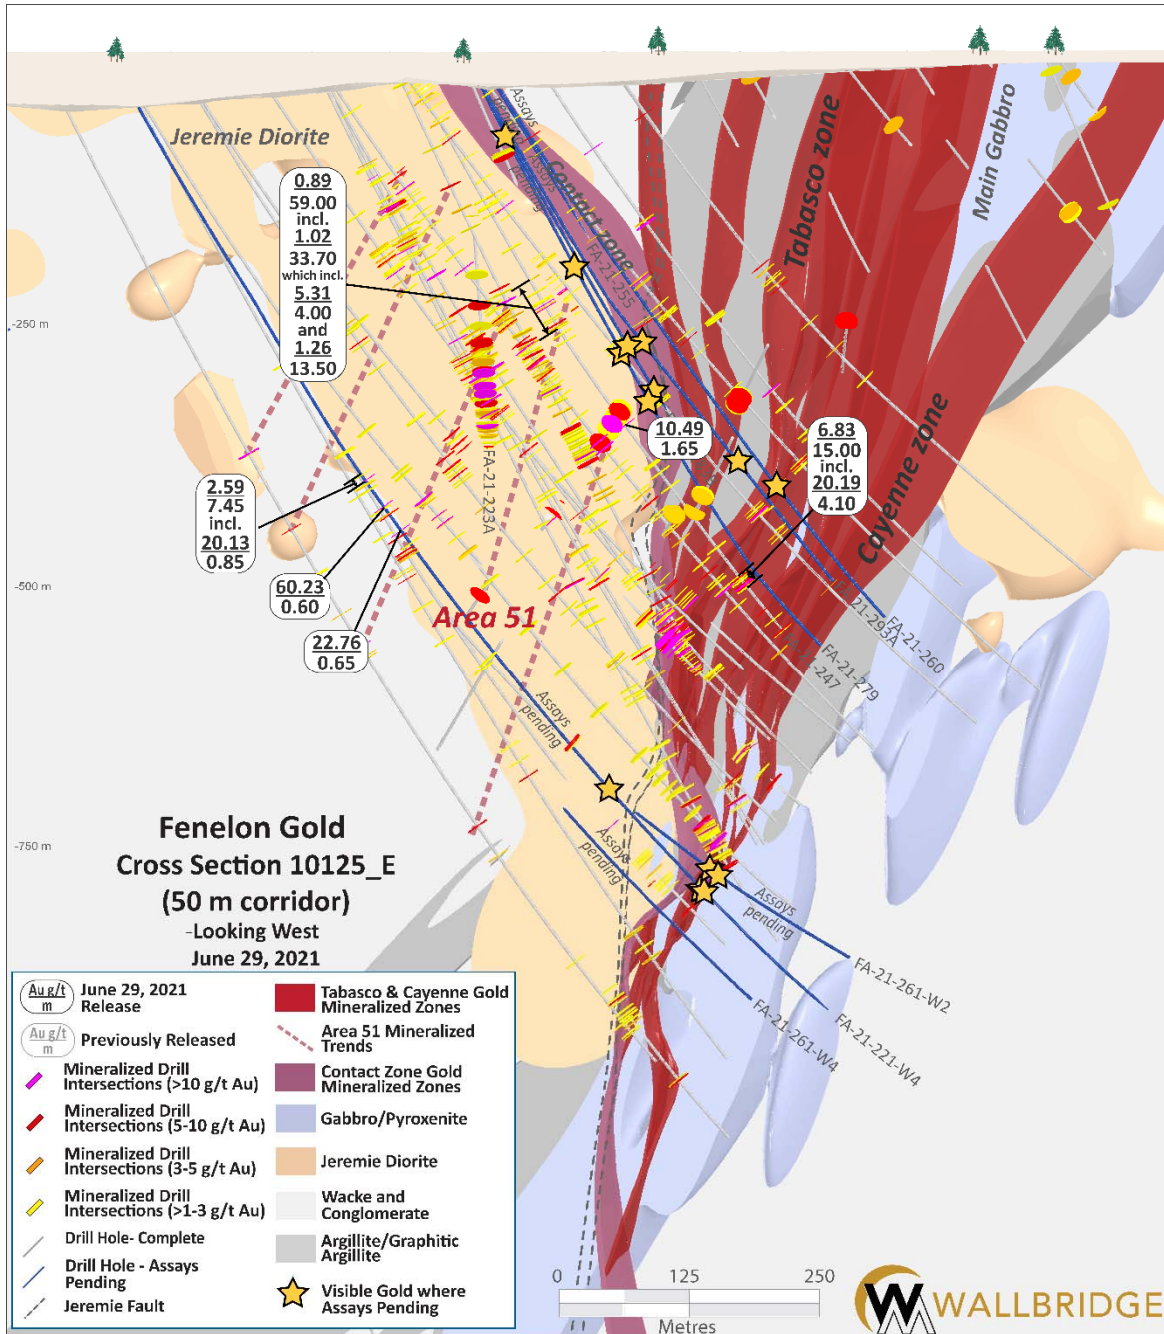 Jeremie Diorite
Assays
pending
Assays
pending
Contact zone
FA-21-255
Tabasco zone
Main Gabbro
Cayenne zone
0.89
59.00
incl.
1.02
33.70
which incl.
5.31
4.00
and
1.26
13.50
-250 m
10.49
1.65
6.83
15.00
incl.
20.19
4.10
2.59
7.45
incl.
20.13
0.85
FA-21-223A
60.23
0.60
22.76
0.65
-500 m
Area 51
FA-21-293A
FA-21-260
FA-21-279
FA-21-247
Assays
pending
-750 m
Assays
pending
Assays
pending
FA-21-261-W2
FA-21-221-W4
FA-21-261-W4
Fenelon Gold
Cross Section 10125_E
(50 m corridor)
-Looking West
June 29, 2021
Au g/t
m
June 29, 2021
Release
Au g/t
m
Previously Released
Mineralized Drill
Intersections (>10 g/t Au)
Mineralized Drill
Intersections (5-10 g/t Au)
Mineralized Drill
Intersections (3-5 g/t Au)
Mineralized Drill
Intersections (>1-3 g/t Au)
Drill Hole- Complete
Drill Hole - Assays
Pending
Jeremie Fault
Tabasco & Cayenne Gold
Mineralized Zones
Area 51 Mineralized
Trends
Contact Zone Gold
Mineralized Zones
Gabbro/Pyroxenite
Jeremie Diorite
Wacke and
Conglomerate
Argillite/Graphitic
Argillite
Visible Gold where
Assays Pending
0 125 250
Metres
WALLBRIDGE